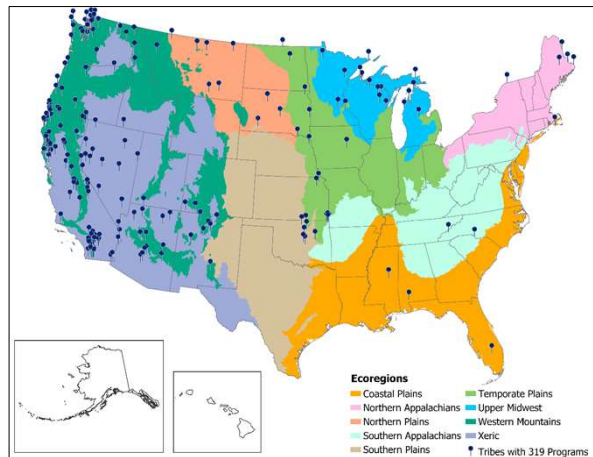 Ecoregions
Coastal Plains
Northern Appalachians
Northern Plains
Southern Appalachians
Southern Plains
Temporate Plains
Upper Midwest
Western Mountains
Xeric
Tribes with 319 Programs